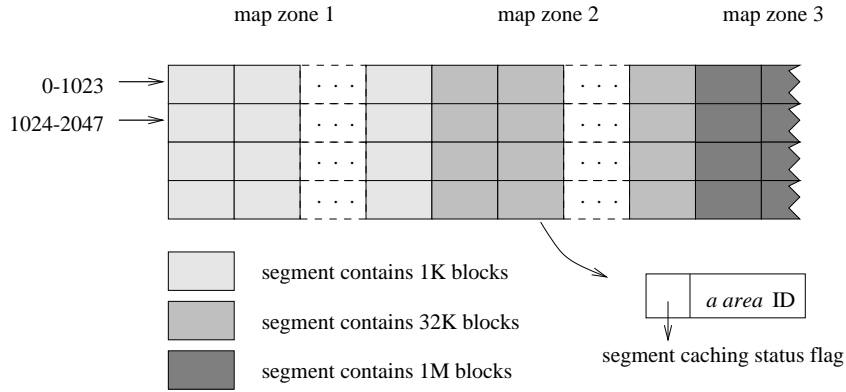 map zone 1 map zone 2 map zone 3
0-1023 . . . . . .
1024-2047 . . . . . .
. . . . . .
. . . . . .
segment contains 1K blocks
a area ID
segment contains 32K blocks
segment caching status flag
segment contains 1M blocks